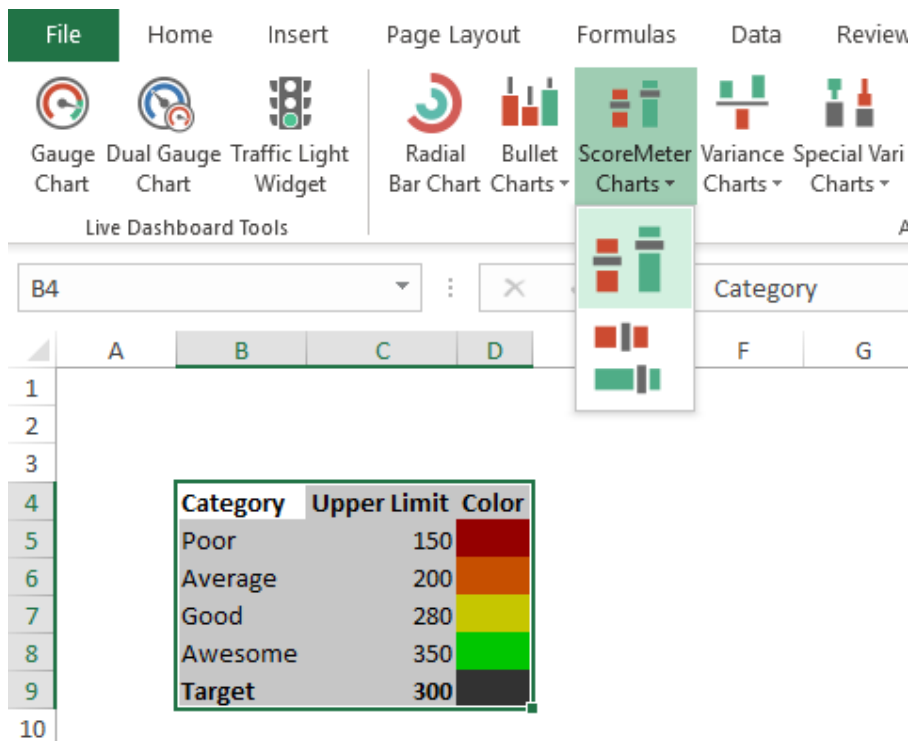 File Home Insert Page Layout Formulas Data Review
Gauge Dual Gauge Traffic Light Radial Bullet ScoreMeter Variance Special Vari
Chart Chart Widget Bar Chart Charts Charts Charts Charts
Live Dashboard Tools A
B4 Category
A B C D F G
1
2
3
4 Category Upper Limit Color
5 Poor 150
6 Average 200
7 Good 280
8 Awesome 350
9 Target 300
10